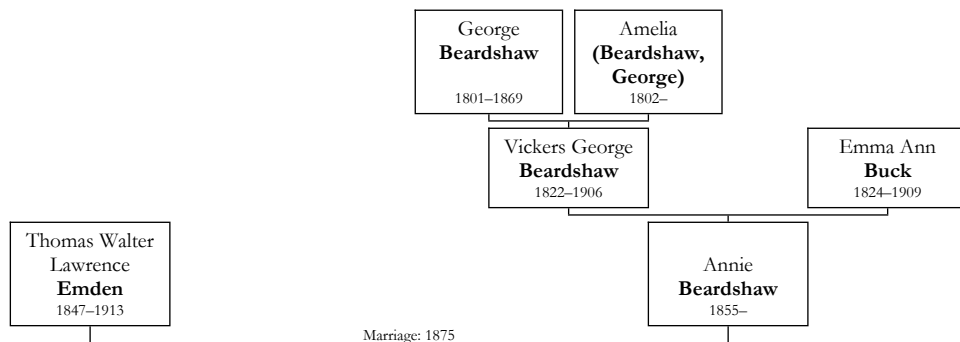 George
Beardshaw
1801–1869
Amelia
(Beardshaw,
George)
1802–
Vickers George
Beardshaw
1822–1906
Emma Ann
Buck
1824–1909
Thomas Walter
Lawrence
Emden
1847–1913
Annie
Beardshaw
1855–
Marriage: 1875